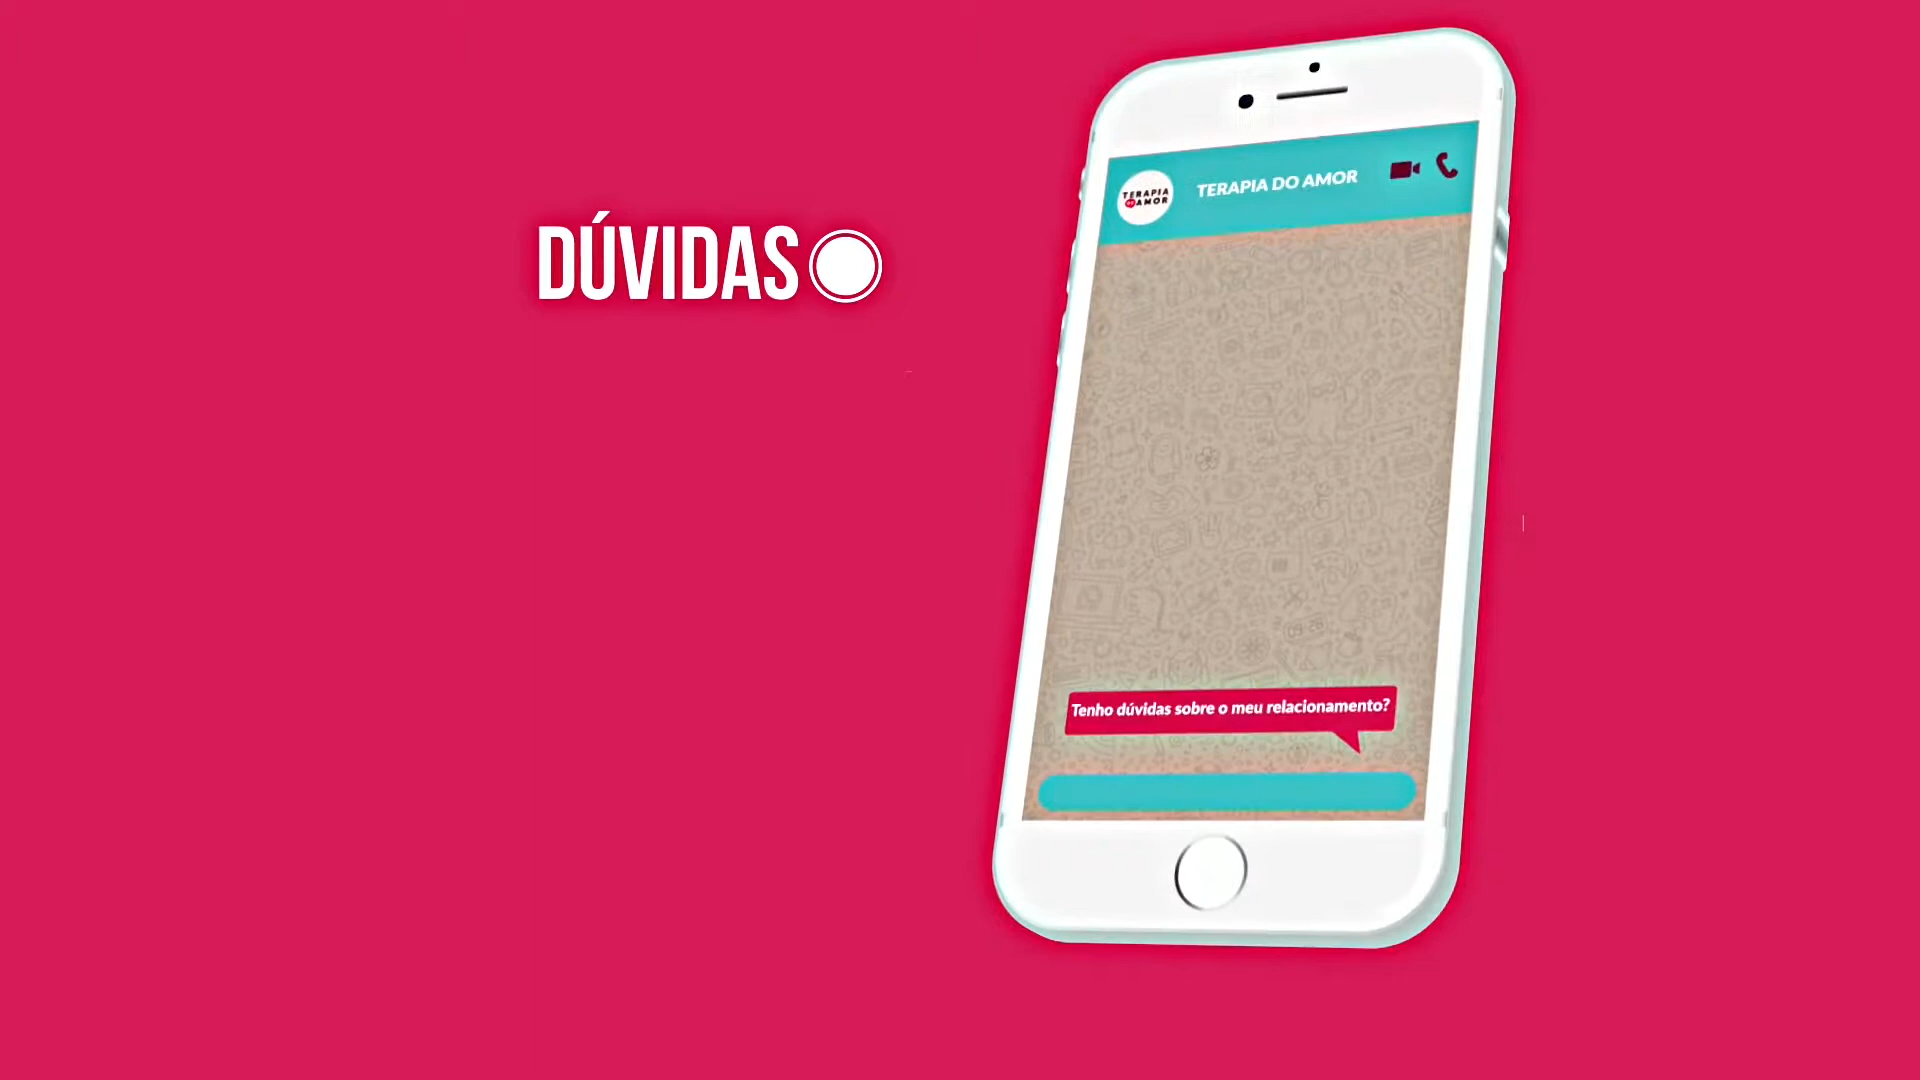 DÚVIDAS
TERAPIA
DO AMOR
TERAPIA DO AMOR
Tenho dúvidas sobre o meu relacionamento?